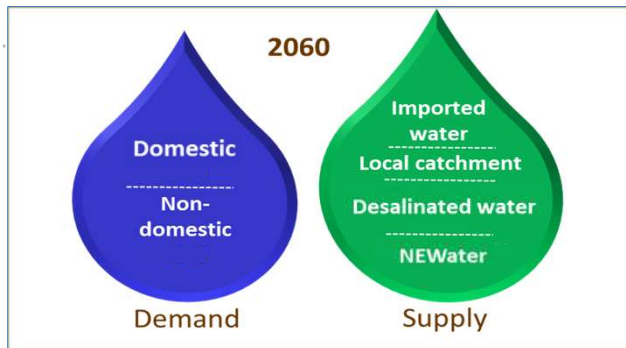 2060
Domestic
Non-
domestic
Demand
Imported
water
Local catchment
Desalinated water
NEWater
Supply